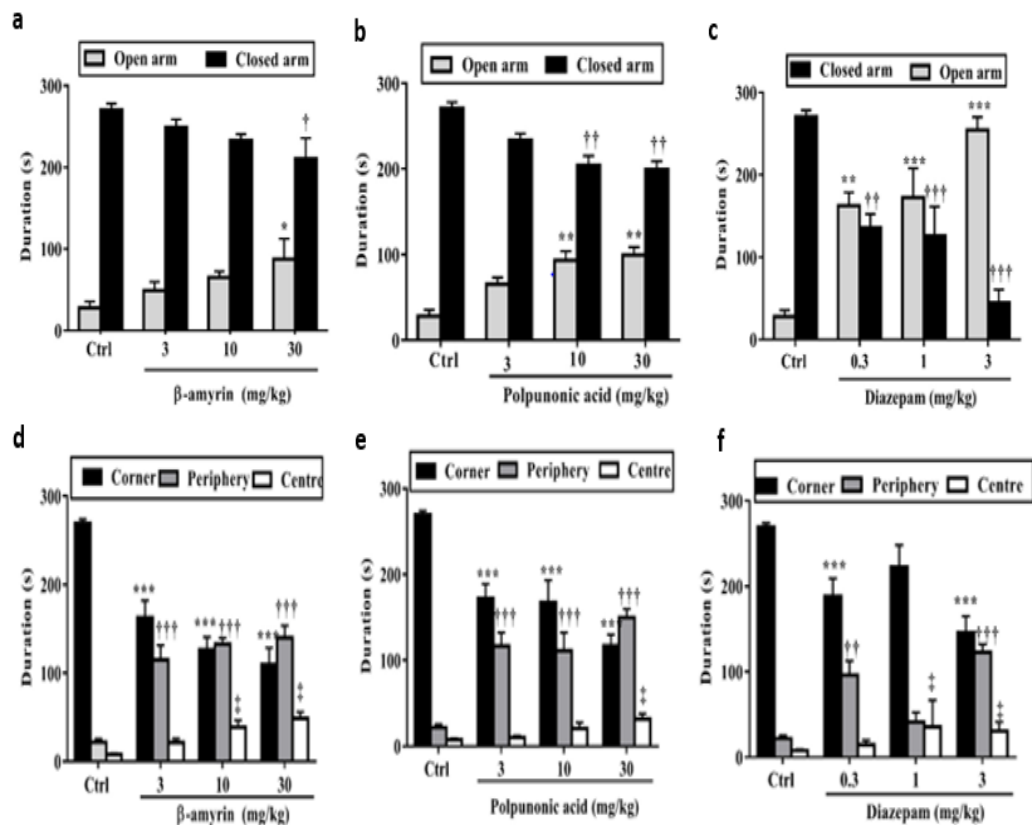 a
Open arm Closed arm
300
200
100
0
Duration (s)
†
*
Ctrl 3 10 30
β-amyrin (mg/kg)
b
Open arm Closed arm
300
200
100
0
Duration (s)
†† ††
** **
Ctrl 3 10 30
Polpunonic acid (mg/kg)
c
Closed arm Open arm
300
200
100
0
Duration (s)
** †† *** ††† *** †††
Ctrl 0.3 1 3
Diazepam (mg/kg)
d
Corner Periphery Centre
300
200
100
0
Duration (s)
*** ††† *** ††† ‡ *** ††† ‡
Ctrl 3 10 30
β-amyrin (mg/kg)
e
Corner Periphery Centre
300
200
100
0
Duration (s)
*** ††† *** ††† *** ††† ‡
Ctrl 3 10 30
Polpunonic acid (mg/kg)
f
Corner Periphery Centre
300
200
100
0
Duration (s)
*** †† ‡ *** ††† ‡
Ctrl 0.3 1 3
Diazepam (mg/kg)